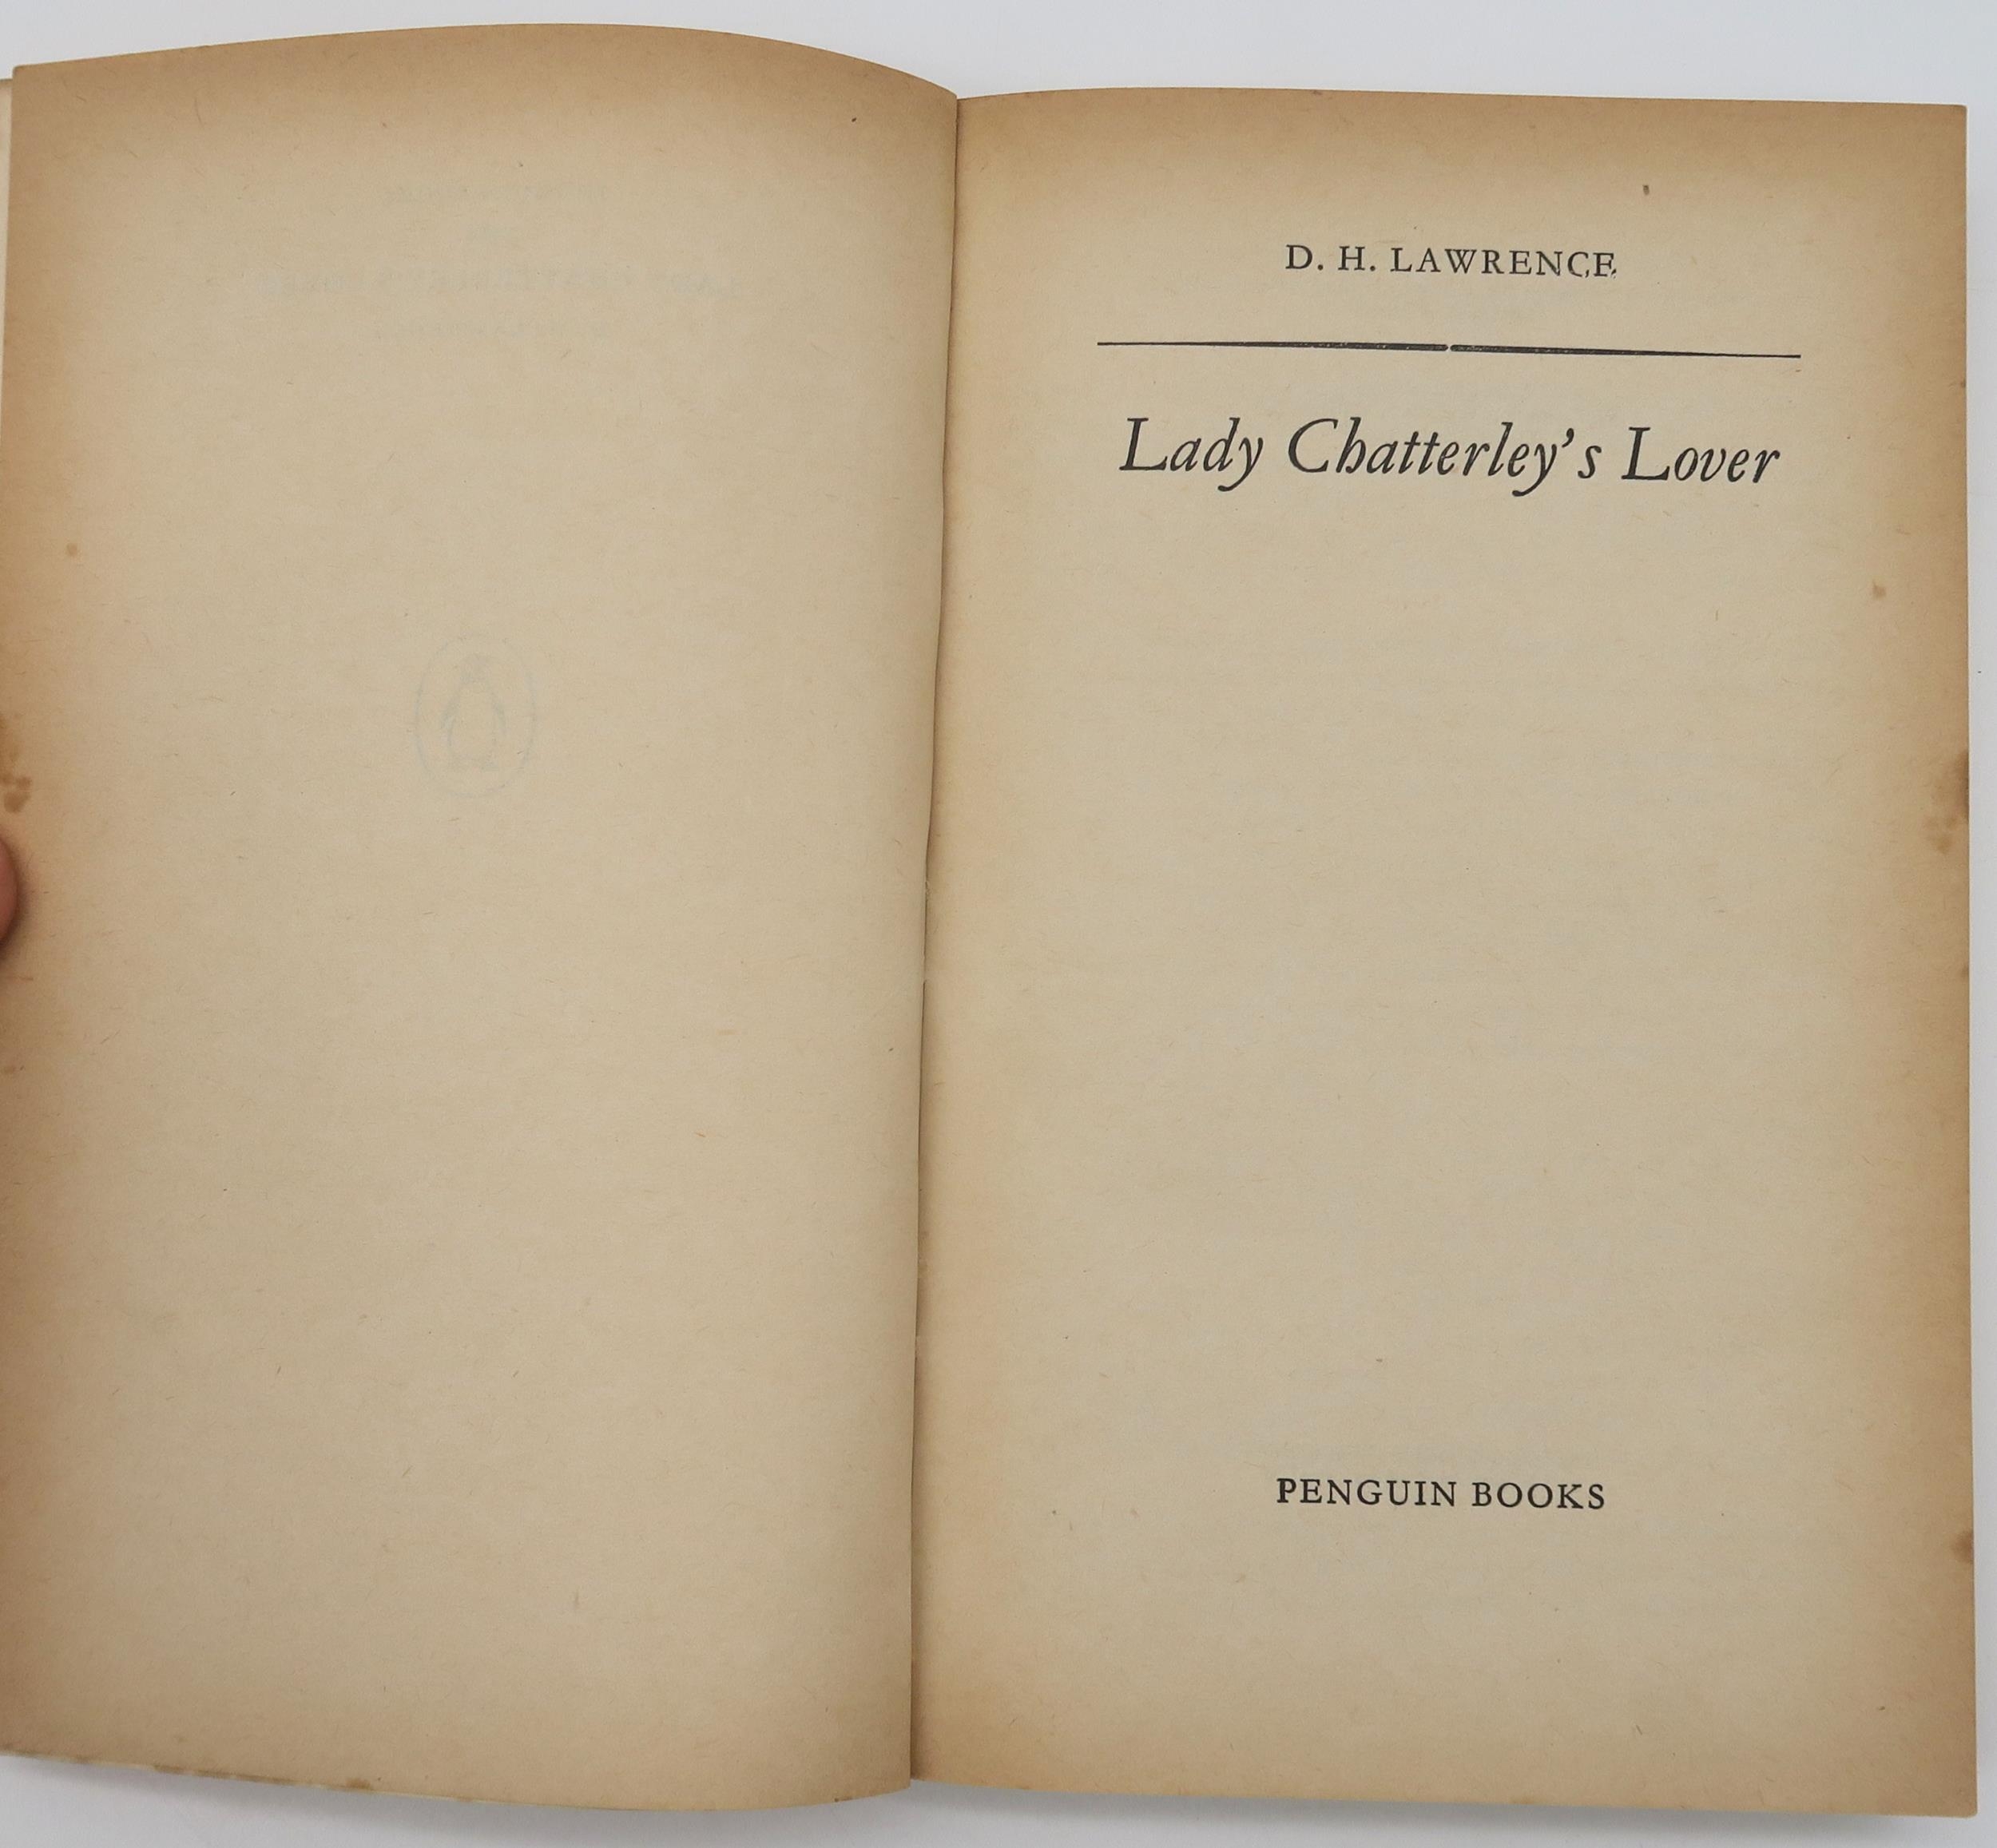 D. H. LAWRENCE
Lady Chatterley's Lover
PENGUIN BOOKS